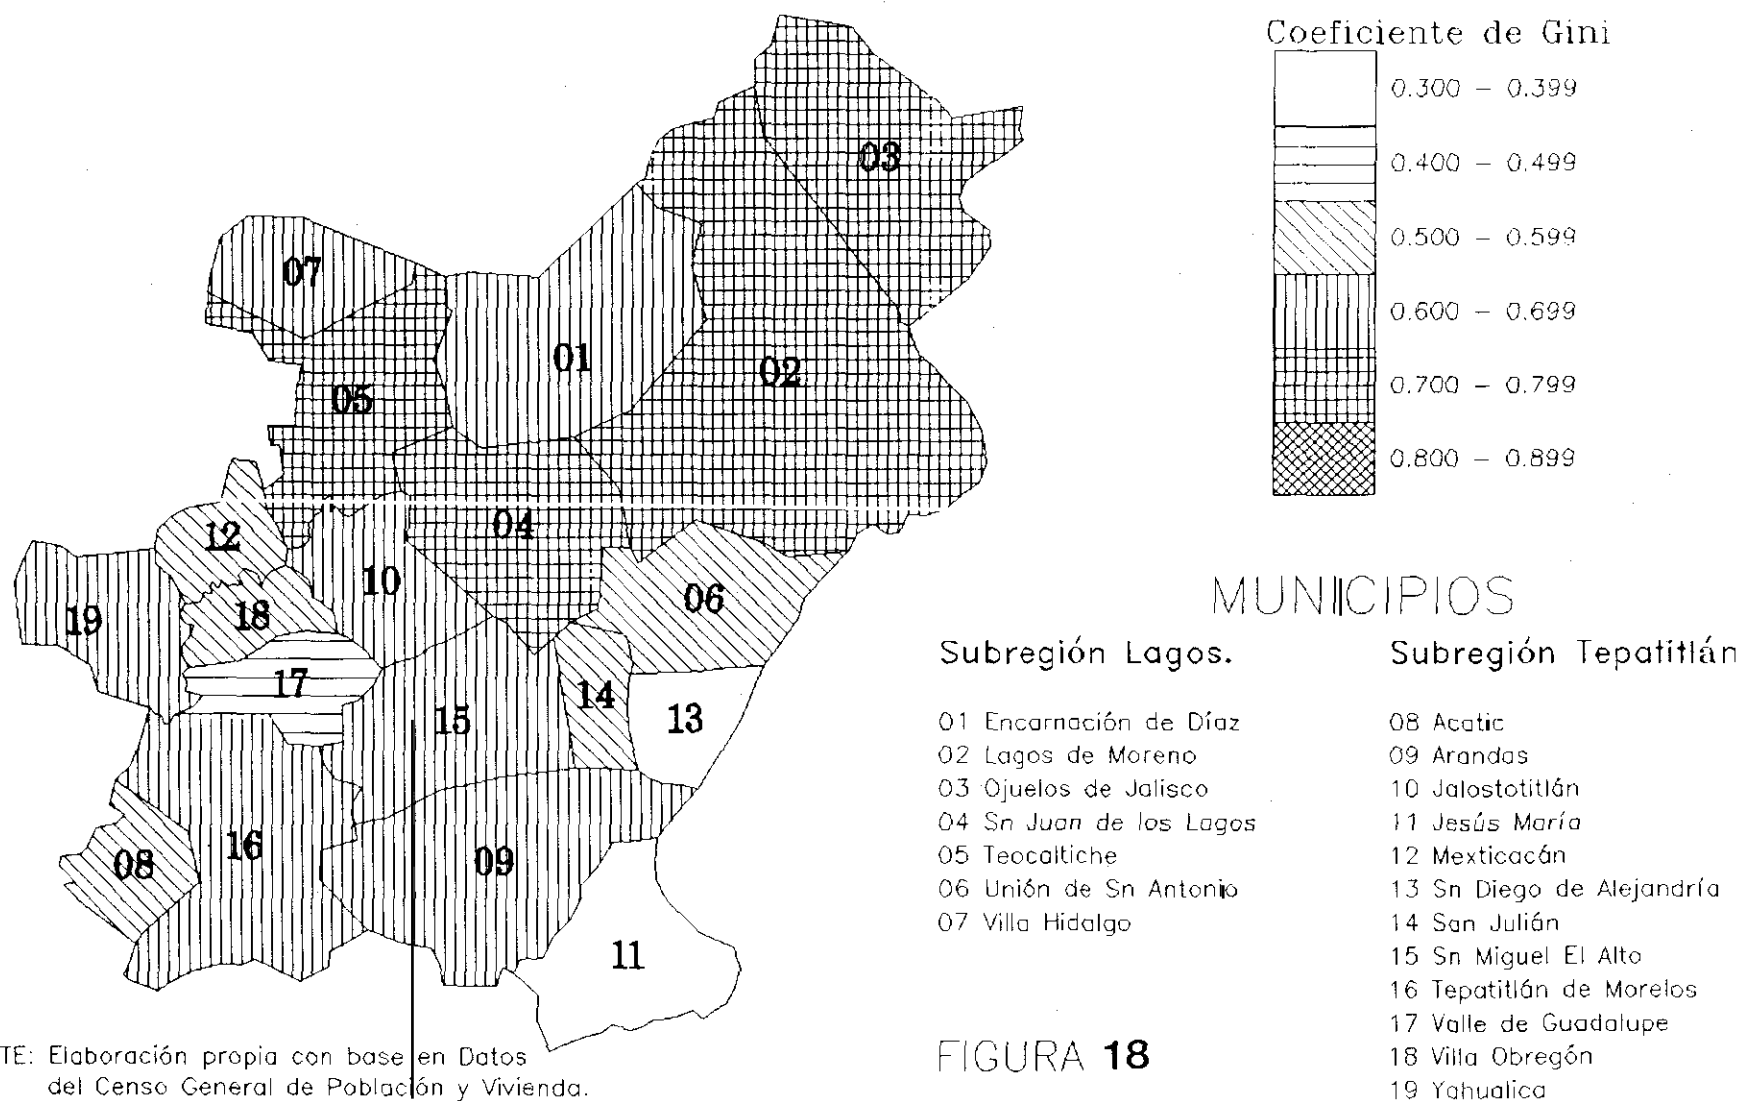 Coeficiente de Gini
0.300 - 0.399
0.400 - 0.499
0.500 - 0.599
0.600 - 0.699
0.700 - 0.799
0.800 - 0.899
03
07
01
02
05
04
12
10
06
18
19
17
14
13
15
16
08
09
11
MUNICIPIOS
Subregión Lagos.
01 Encarnación de Díaz
02 Lagos de Moreno
03 Ojuelos de Jalisco
04 Sn Juan de los Lagos
05 Teocaltiche
06 Unión de Sn Antonio
07 Villa Hidalgo
Subregión Tepatitlán
08 Acatic
09 Arandas
10 Jalostotitlán
11 Jesús María
12 Mexticacán
13 Sn Diego de Alejandría
14 San Julián
15 Sn Miguel El Alto
16 Tepatitlán de Morelos
17 Valle de Guadalupe
18 Villa Obregón
19 Yahualica
FIGURA 18
TE: Elaboración propia con base en Datos
del Censo General de Población y Vivienda.